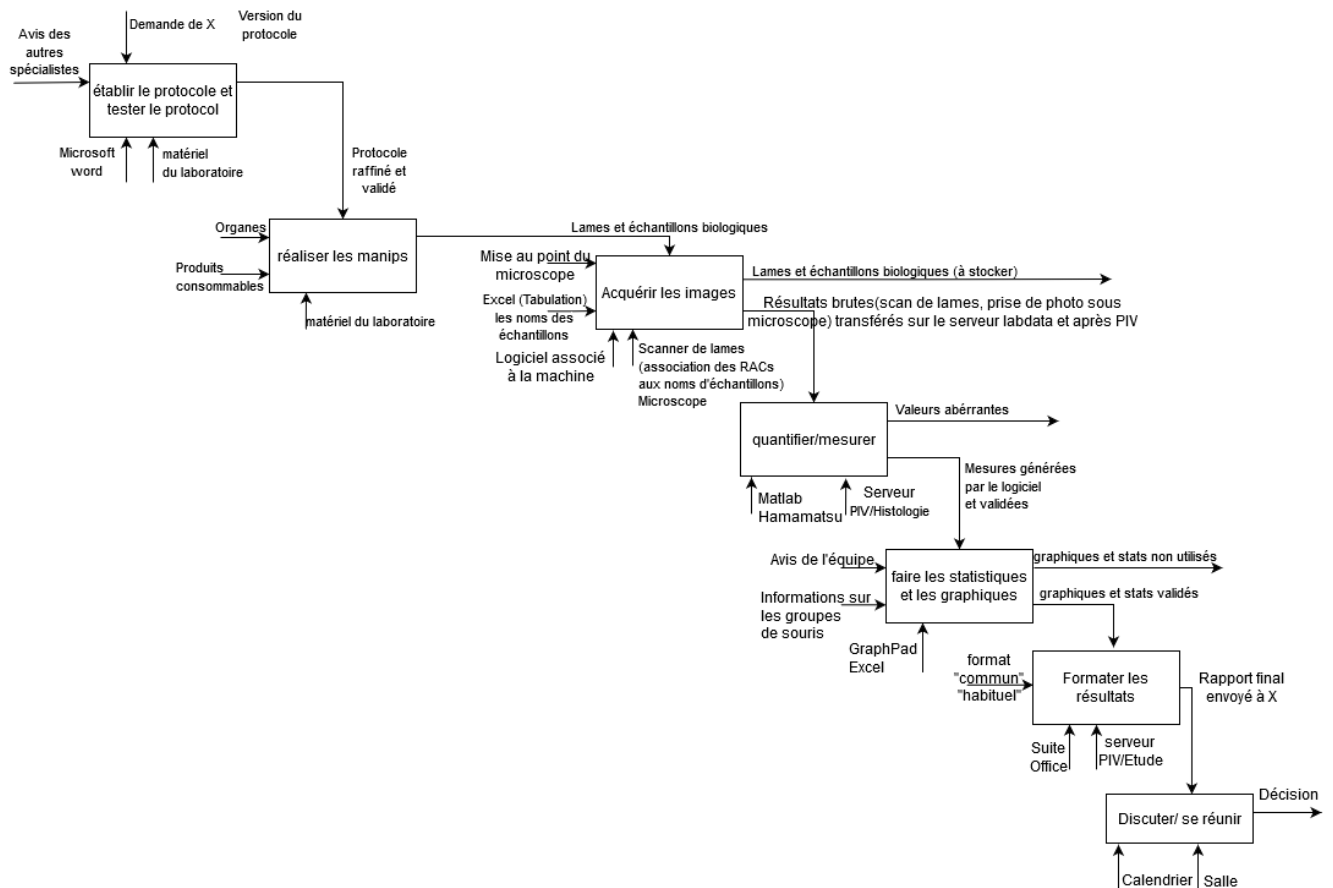 Demande de X
Version du
protocole
Avis des
autres
spécialistes
établir le protocole et
tester le protocol
Microsoft
word
matériel
du laboratoire
Protocole
raffiné et
validé
Organes
Produits
consommables
réaliser les manips
matériel du laboratoire
Lames et échantillons biologiques
Mise au point du
microscope
Excel (Tabulation)
les noms des
échantillons
Acquérir les images
Logiciel associé
à la machine
Scanner de lames
(association des RACs
aux noms d'échantillons)
Microscope
Lames et échantillons biologiques (à stocker)
Résultats brutes(scan de lames, prise de photo sous
microscope) transférés sur le serveur labdata et après PIV
quantifier/mesurer
Valeurs abérrantes
Matlab
Hamamatsu
Serveur
PIV/Histologie
Mesures générées
par le logiciel
et validées
Avis de l'équipe
Informations sur
les groupes
de souris
faire les statistiques
et les graphiques
graphiques et stats non utilisés
graphiques et stats validés
GraphPad
Excel
format
"commun"
"habituel"
Formater les
résultats
Rapport final
envoyé à X
Suite
Office
serveur
PIV/Etude
Discuter/ se réunir
Décision
Calendrier
Salle